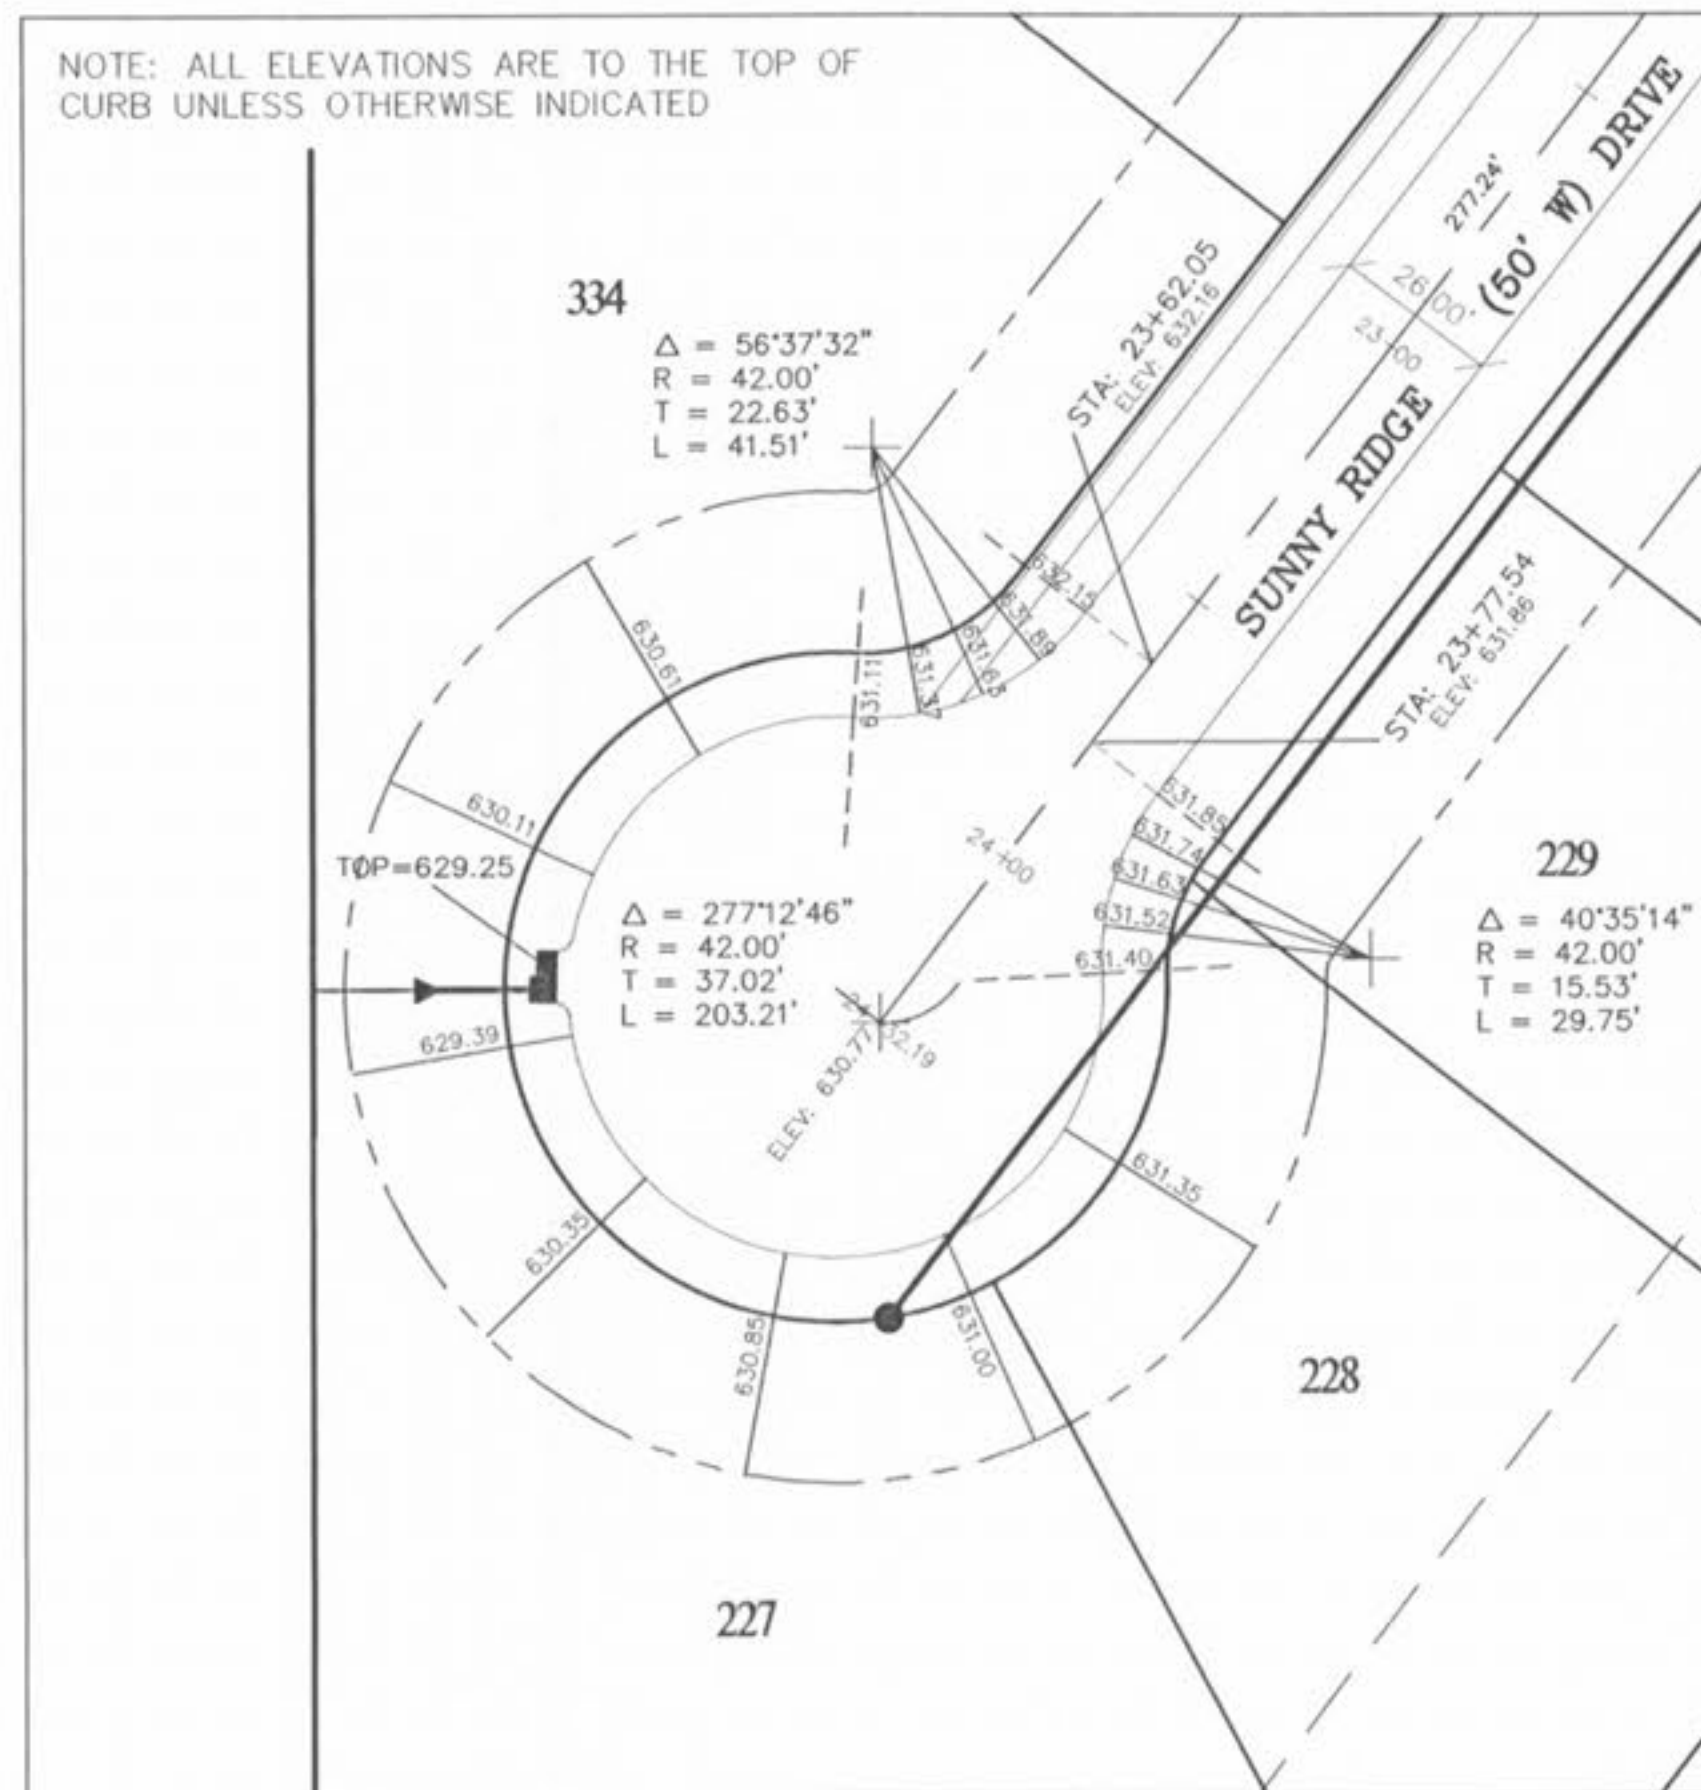 NOTE: ALL ELEVATIONS ARE TO THE TOP OF
CURB UNLESS OTHERWISE INDICATED
334
Δ = 56°37'32"
R = 42.00'
T = 22.63'
L = 41.51'
STA: 23+62.05
ELEV: 632.16
277.24'
26.00'
23+00
SUNNY RIDGE (50' W) DRIVE
632.15
631.89
631.63
631.37
631.11
630.61
630.11
TOP=629.25
STA: 23+77.54
ELEV: 631.86
631.85
631.74
631.63
631.52
631.40
24+00
229
Δ = 40°35'14"
R = 42.00'
T = 15.53'
L = 29.75'
Δ = 277°12'46"
R = 42.00'
T = 37.02'
L = 203.21'
32.19
ELEV: 630.77
629.39
630.35
630.85
631.00
631.35
228
227